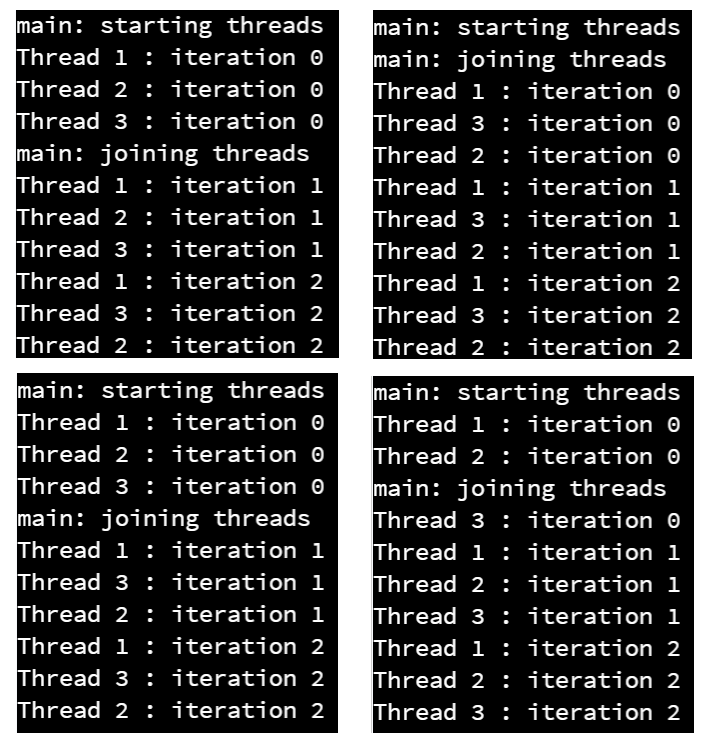 main: starting threads
Thread 1 : iteration 0
Thread 2 : iteration 0
Thread 3 : iteration 0
main: joining threads
Thread 1 : iteration 1
Thread 2 : iteration 1
Thread 3 : iteration 1
Thread 1 : iteration 2
Thread 3 : iteration 2
Thread 2 : iteration 2
main: starting threads
main: joining threads
Thread 1 : iteration 0
Thread 3 : iteration 0
Thread 2 : iteration 0
Thread 1 : iteration 1
Thread 3 : iteration 1
Thread 2 : iteration 1
Thread 1 : iteration 2
Thread 3 : iteration 2
Thread 2 : iteration 2
main: starting threads
Thread 1 : iteration 0
Thread 2 : iteration 0
Thread 3 : iteration 0
main: joining threads
Thread 1 : iteration 1
Thread 3 : iteration 1
Thread 2 : iteration 1
Thread 1 : iteration 2
Thread 3 : iteration 2
Thread 2 : iteration 2
main: starting threads
Thread 1 : iteration 0
Thread 2 : iteration 0
main: joining threads
Thread 3 : iteration 0
Thread 1 : iteration 1
Thread 2 : iteration 1
Thread 3 : iteration 1
Thread 1 : iteration 2
Thread 2 : iteration 2
Thread 3 : iteration 2